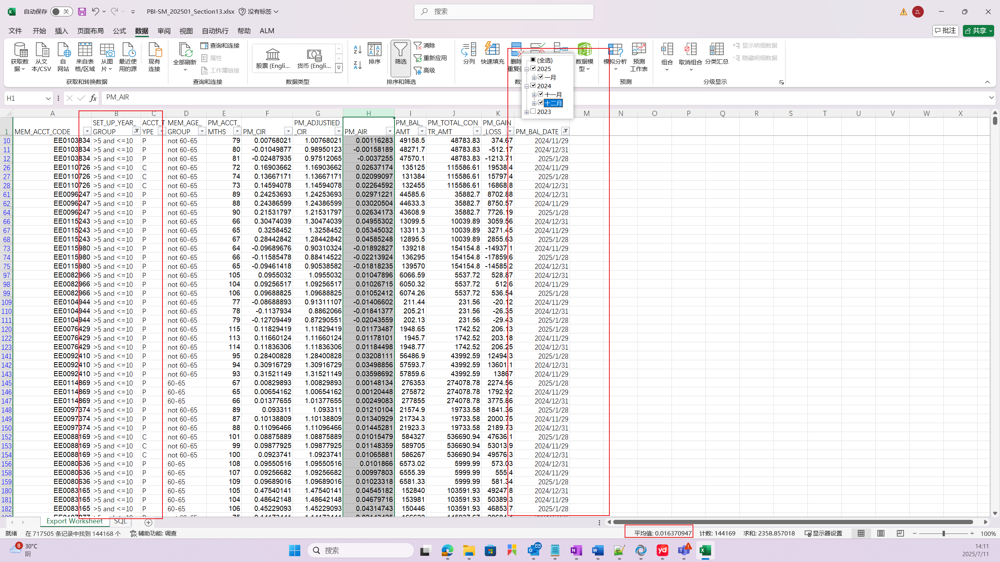 自动保存 关 PBI-SM_202501_Section13.xlsx 没有标签 搜索 ZL
文件 开始 插入 页面布局 公式 数据 审阅 视图 自动执行 帮助 ALM 批注 共享
获取数据 从文本/CSV 自网站 来自表格/区域 从图片 最近使用的源 现有连接 全部刷新 查询和连接 属性 工作簿链接 股票 (Engli... 货币 (Engli... 排序 筛选 清除 重新应用 高级 分列 快速填充 删除重复值 数据模型 模拟分析 预测工作表 组合 取消组合 分类汇总 显示明细数据 隐藏明细数据
获取和转换数据 查询和连接 数据类型 排序和筛选 数 预测 分级显示
(全选)
2025
一月
2024
十一月
十二月
2023
H1 fx PM_AIR
A B C D E F G H I J K M N O P Q R S T U V W X
1 MEM_ACCT_CODE SET_UP_YEAR_GROUP ACCT_TYPE MEM_AGE_GROUP PM_ACCT_MTHS PM_CIR PM_ADJUSTIED_CIR PM_AIR PM_BAL_AMT PM_TOTAL_CONTR_AMT PM_GAIN_LOSS PM_BAL_DATE
10 EE0103834 >5 and <=10 P not 60-65 79 0.00768021 1.00768021 0.00116283 49158.5 48783.83 374.67 2024/11/29
11 EE0103834 >5 and <=10 P not 60-65 80 -0.01049877 0.98950123 -0.00158189 48271.7 48783.83 -512.17 2024/12/31
12 EE0103834 >5 and <=10 P not 60-65 81 -0.02487935 0.97512065 -0.0037255 47570.1 48783.83 -1213.71 2025/1/28
26 EE0110726 >5 and <=10 C not 60-65 72 0.16903662 1.16903662 0.02637174 135125 115586.61 19538.4 2024/11/29
27 EE0110726 >5 and <=10 C not 60-65 74 0.13667171 1.13667171 0.02099097 131384 115586.61 15797.4 2025/1/28
28 EE0110726 >5 and <=10 C not 60-65 73 0.14594078 1.14594078 0.02264592 132455 115586.61 16868.8 2024/12/31
61 EE0096247 >5 and <=10 P not 60-65 89 0.24253693 1.24253693 0.02971221 44585.6 35882.7 8702.88 2024/12/31
62 EE0096247 >5 and <=10 P not 60-65 88 0.24386599 1.24386599 0.03020504 44633.3 35882.7 8750.57 2024/11/29
64 EE0096247 >5 and <=10 P not 60-65 90 0.21531797 1.21531797 0.02634173 43608.9 35882.7 7726.19 2025/1/28
66 EE0115243 >5 and <=10 P not 60-65 66 0.30474039 1.30474039 0.04955302 13099.5 10039.89 3059.56 2024/12/31
67 EE0115243 >5 and <=10 P not 60-65 65 0.3258452 1.3258452 0.05345032 13311.3 10039.89 3271.45 2024/11/29
68 EE0115243 >5 and <=10 P not 60-65 67 0.28442842 1.28442842 0.04585248 12895.5 10039.89 2855.63 2025/1/28
73 EE0115980 >5 and <=10 P not 60-65 64 -0.09689676 0.90310324 -0.01892827 139218 154154.8 -14937.1 2024/11/29
74 EE0115980 >5 and <=10 P not 60-65 66 -0.11585478 0.88414522 -0.02213924 136295 154154.8 -17859.6 2025/1/28
75 EE0115980 >5 and <=10 P not 60-65 65 -0.09461418 0.90538582 -0.01818235 139570 154154.8 -14585.2 2024/12/31
97 EE0082966 >5 and <=10 P not 60-65 105 0.0955032 1.0955032 0.01047896 6066.59 5537.72 528.87 2024/12/31
98 EE0082966 >5 and <=10 P not 60-65 104 0.09256517 1.09256517 0.01026715 6050.32 5537.72 512.6 2024/11/29
99 EE0082966 >5 and <=10 P not 60-65 106 0.09688825 1.09688825 0.01052412 6074.26 5537.72 536.54 2025/1/28
109 EE0104944 >5 and <=10 P not 60-65 77 -0.08688893 0.91311107 -0.01406602 211.44 231.56 -20.12 2024/11/29
110 EE0104944 >5 and <=10 P not 60-65 78 -0.1137934 0.8862066 -0.01841377 205.21 231.56 -26.35 2024/12/31
111 EE0104944 >5 and <=10 P not 60-65 79 -0.12709449 0.87290551 -0.02043559 202.13 231.56 -29.43 2025/1/28
120 EE0076429 >5 and <=10 P not 60-65 115 0.11829419 1.11829419 0.01173487 1948.65 1742.52 206.13 2025/1/28
122 EE0076429 >5 and <=10 P not 60-65 113 0.11660124 1.11660124 0.01178101 1945.7 1742.52 203.18 2024/11/29
123 EE0076429 >5 and <=10 P not 60-65 114 0.11836306 1.11836306 0.01184498 1948.77 1742.52 206.25 2024/12/31
141 EE0092410 >5 and <=10 P not 60-65 95 0.28400828 1.28400828 0.03208111 56486.9 43992.59 12494.3 2025/1/28
142 EE0092410 >5 and <=10 P not 60-65 94 0.30916729 1.30916729 0.03498856 57593.7 43992.59 13601.1 2024/12/31
143 EE0092410 >5 and <=10 P not 60-65 93 0.31521149 1.31521149 0.03598692 57859.6 43992.59 13867 2024/11/29
145 EE0114869 >5 and <=10 P 60-65 67 0.00829893 1.00829893 0.00148134 276353 274078.78 2274.56 2025/1/28
146 EE0114869 >5 and <=10 P 60-65 65 0.00654162 1.00654162 0.00120448 275872 274078.78 1792.92 2024/11/29
147 EE0114869 >5 and <=10 P 60-65 66 0.01377655 1.01377655 0.00249083 277855 274078.78 3775.86 2024/12/31
148 EE0097374 >5 and <=10 P not 60-65 89 0.093311 1.093311 0.01210104 21574.9 19733.58 1841.36 2025/1/28
149 EE0097374 >5 and <=10 P not 60-65 87 0.10138809 1.10138809 0.01340929 21734.3 19733.58 2000.75 2024/11/29
150 EE0097374 >5 and <=10 P not 60-65 88 0.11096466 1.11096466 0.01445281 21923.3 19733.58 2189.73 2024/12/31
152 EE0088169 >5 and <=10 C not 60-65 101 0.08875889 1.08875889 0.01015479 584327 536690.94 47636.1 2025/1/28
153 EE0088169 >5 and <=10 C not 60-65 99 0.09877925 1.09877925 0.01148359 589705 536690.94 53013.9 2024/11/29
154 EE0088169 >5 and <=10 C not 60-65 100 0.0923741 1.0923741 0.01065881 586267 536690.94 49576.3 2024/12/31
156 EE0080636 >5 and <=10 P 60-65 108 0.09550516 1.09550516 0.0101866 6573.02 5999.99 573.03 2024/12/31
158 EE0080636 >5 and <=10 P 60-65 107 0.09256682 1.09256682 0.00997803 6555.39 5999.99 555.4 2024/11/29
159 EE0080636 >5 and <=10 P 60-65 109 0.09689016 1.09689016 0.01023318 6581.33 5999.99 581.34 2025/1/28
180 EE0083165 >5 and <=10 P 60-65 105 0.47540141 1.47540141 0.04545182 152840 103591.93 49247.8 2024/12/31
181 EE0083165 >5 and <=10 P 60-65 104 0.48642148 1.48642148 0.04679716 153981 103591.93 50389.3 2024/11/29
182 EE0083165 >5 and <=10 P 60-65 106 0.45229093 1.45229093 0.04314743 150446 103591.93 46853.7 2025/1/28
Export Worksheet SQL
就绪 在 717505 条记录中找到 144168 个 辅助功能: 调查 平均值: 0.016370947 计数: 144169 求和: 2358.857018 显示器设置 100%
8 30°C
阴
搜索
yd
14:11
2025/7/11